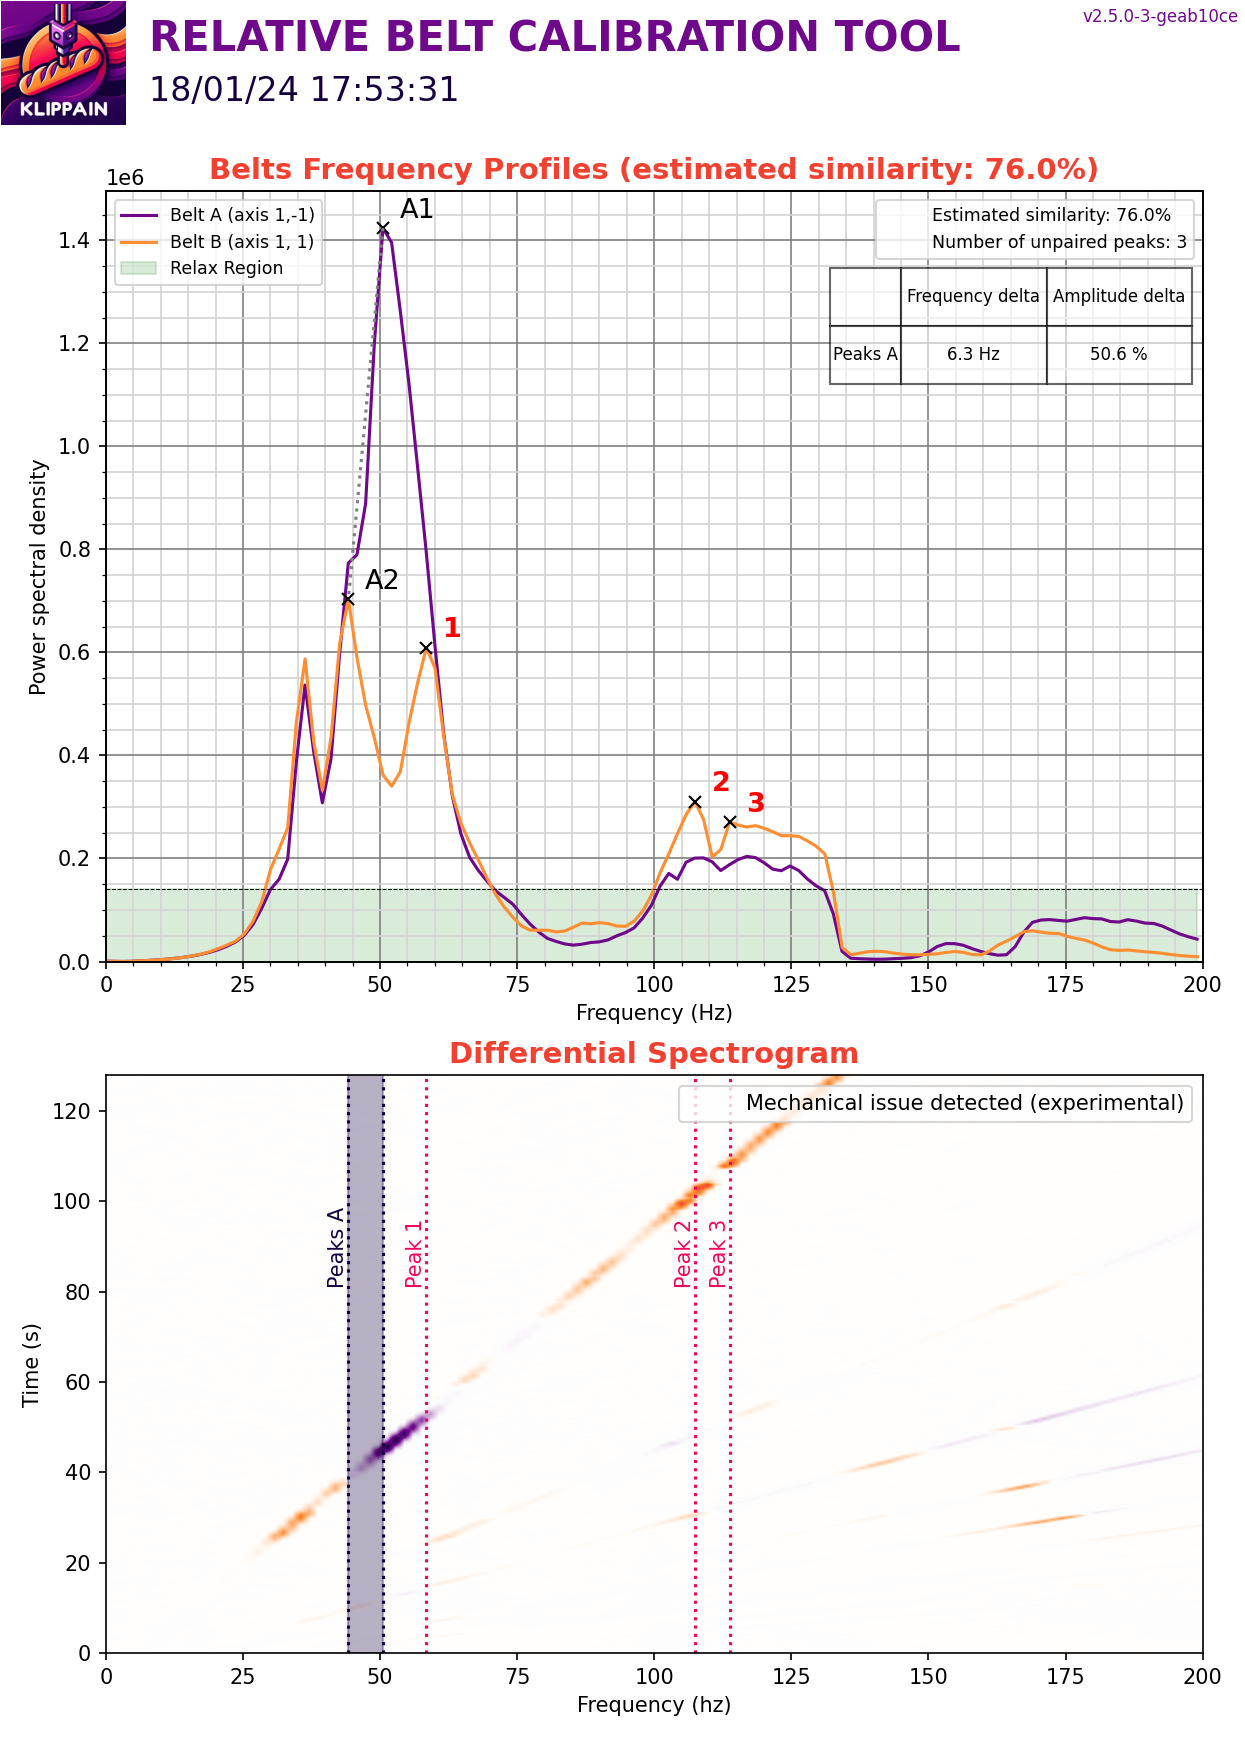 KLIPPAIN
RELATIVE BELT CALIBRATION TOOL
18/01/24 17:53:31
v2.5.0-3-geab10ce
Belts Frequency Profiles (estimated similarity: 76.0%)
1e6
Belt A (axis 1,-1)
Belt B (axis 1, 1)
Relax Region
Estimated similarity: 76.0%
Number of unpaired peaks: 3
Frequency delta Amplitude delta
Peaks A 6.3 Hz 50.6 %
A1
A2
1
2
3
Power spectral density
1.4
1.2
1.0
0.8
0.6
0.4
0.2
0.0
0 25 50 75 100 125 150 175 200
Frequency (Hz)
Differential Spectrogram
Mechanical issue detected (experimental)
Peaks A
Peak 1
Peak 2
Peak 3
Time (s)
120
100
80
60
40
20
0
0 25 50 75 100 125 150 175 200
Frequency (hz)